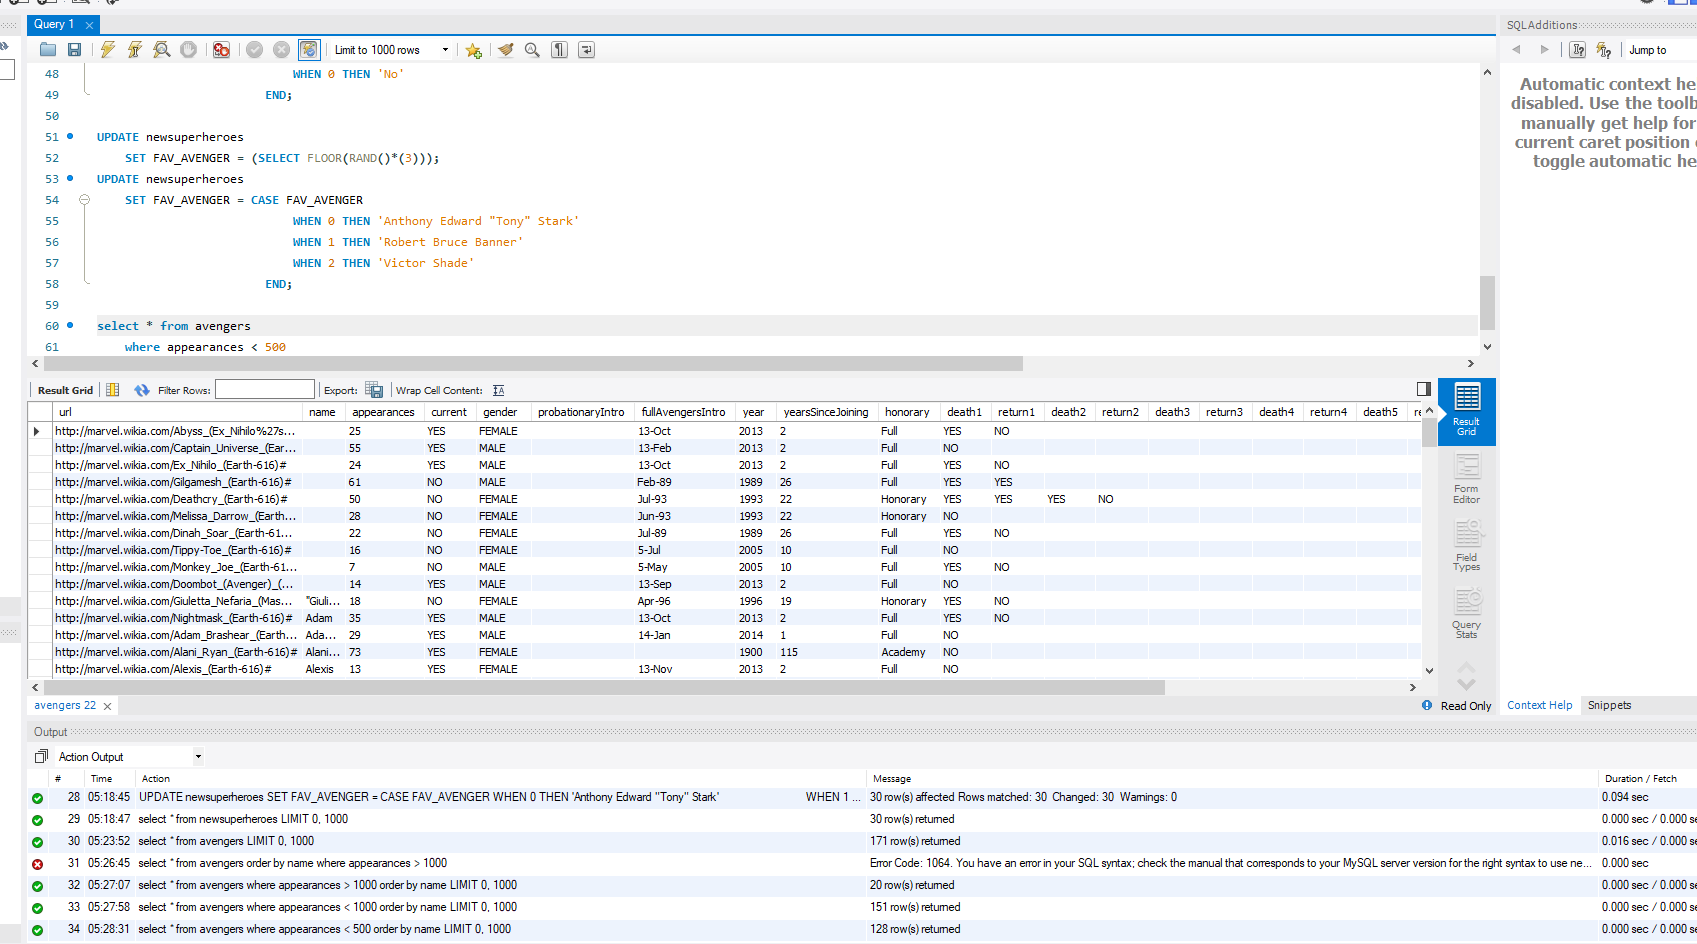 Query 1
SQLAdditions
Limit to 1000 rows
Jump to
48 WHEN 0 THEN 'No'
49 END;
50
51 UPDATE newsuperheroes
52 SET FAV_AVENGER = (SELECT FLOOR(RAND()*(3)));
53 UPDATE newsuperheroes
54 SET FAV_AVENGER = CASE FAV_AVENGER
55 WHEN 0 THEN 'Anthony Edward "Tony" Stark'
56 WHEN 1 THEN 'Robert Bruce Banner'
57 WHEN 2 THEN 'Victor Shade'
58 END;
59
60 select * from avengers
61 where appearances < 500
Automatic context he
disabled. Use the toolb
manually get help for
current caret position
toggle automatic he
Result Grid Filter Rows: Export: Wrap Cell Content:
url name appearances current gender probationaryIntro fullAvengersIntro year yearsSinceJoining honorary death1 return1 death2 return2 death3 return3 death4 return4 death5 re
http://marvel.wikia.com/Abyss_(Ex_Nihilo%27s... 25 YES FEMALE 13-Oct 2013 2 Full YES NO
http://marvel.wikia.com/Captain_Universe_(Ear... 55 YES MALE 13-Feb 2013 2 Full NO
http://marvel.wikia.com/Ex_Nihilo_(Earth-616)# 24 YES MALE 13-Oct 2013 2 Full YES NO
http://marvel.wikia.com/Gilgamesh_(Earth-616)# 61 NO MALE Feb-89 1989 26 Full YES YES
http://marvel.wikia.com/Deathcry_(Earth-616)# 50 NO FEMALE Jul-93 1993 22 Honorary YES YES YES NO
http://marvel.wikia.com/Melissa_Darrow_(Earth... 28 NO FEMALE Jun-93 1993 22 Honorary NO
http://marvel.wikia.com/Dinah_Soar_(Earth-61... 22 NO FEMALE Jul-89 1989 26 Full YES NO
http://marvel.wikia.com/Tippy-Toe_(Earth-616)# 16 NO FEMALE 5-Jul 2005 10 Full NO
http://marvel.wikia.com/Monkey_Joe_(Earth-61... 7 NO MALE 5-May 2005 10 Full YES NO
http://marvel.wikia.com/Doombot_(Avenger)_(... 14 YES MALE 13-Sep 2013 2 Full NO
http://marvel.wikia.com/Giuletta_Nefaria_(Mas... "Giuli... 18 NO FEMALE Apr-96 1996 19 Honorary YES NO
http://marvel.wikia.com/Nightmask_(Earth-616)# Adam 35 YES MALE 13-Oct 2013 2 Full YES NO
http://marvel.wikia.com/Adam_Brashear_(Earth... Ada... 29 YES MALE 14-Jan 2014 1 Full NO
http://marvel.wikia.com/Alani_Ryan_(Earth-616)# Alani... 73 YES FEMALE 1900 115 Academy NO
http://marvel.wikia.com/Alexis_(Earth-616)# Alexis 13 YES FEMALE 13-Nov 2013 2 Full NO
Result
Grid
Form
Editor
Field
Types
Query
Stats
avengers 22
Read Only
Context Help Snippets
Output
Action Output
# Time Action Message Duration / Fetch
28 05:18:45 UPDATE newsuperheroes SET FAV_AVENGER = CASE FAV_AVENGER WHEN 0 THEN 'Anthony Edward "Tony" Stark' WHEN 1 ... 30 row(s) affected Rows matched: 30 Changed: 30 Warnings: 0 0.094 sec
29 05:18:47 select * from newsuperheroes LIMIT 0, 1000 30 row(s) returned 0.000 sec / 0.000 se
30 05:23:52 select * from avengers LIMIT 0, 1000 171 row(s) returned 0.016 sec / 0.000 se
31 05:26:45 select * from avengers order by name where appearances > 1000 Error Code: 1064. You have an error in your SQL syntax; check the manual that corresponds to your MySQL server version for the right syntax to use ne... 0.000 sec
32 05:27:07 select * from avengers where appearances > 1000 order by name LIMIT 0, 1000 20 row(s) returned 0.000 sec / 0.000 se
33 05:27:58 select * from avengers where appearances < 1000 order by name LIMIT 0, 1000 151 row(s) returned 0.000 sec / 0.000 se
34 05:28:31 select * from avengers where appearances < 500 order by name LIMIT 0, 1000 128 row(s) returned 0.000 sec / 0.000 se